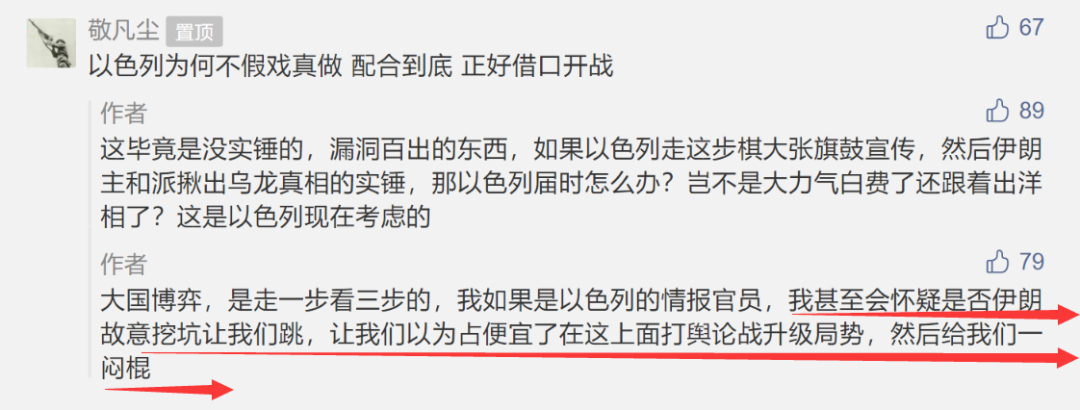 敬凡尘 置顶 67
以色列为何不假戏真做 配合到底 正好借口开战
作者 89
这毕竟是没实锤的，漏洞百出的东西，如果以色列走这步棋大张旗鼓宣传，然后伊朗
主和派揪出乌龙真相的实锤，那以色列届时怎么办？岂不是大力气白费了还跟着出洋
相了？这是以色列现在考虑的
作者 79
大国博弈，是走一步看三步的，我如果是以色列的情报官员，我甚至会怀疑是否伊朗
故意挖坑让我们跳，让我们以为占便宜了在这上面打舆论战升级局势，然后给我们一
闷棍